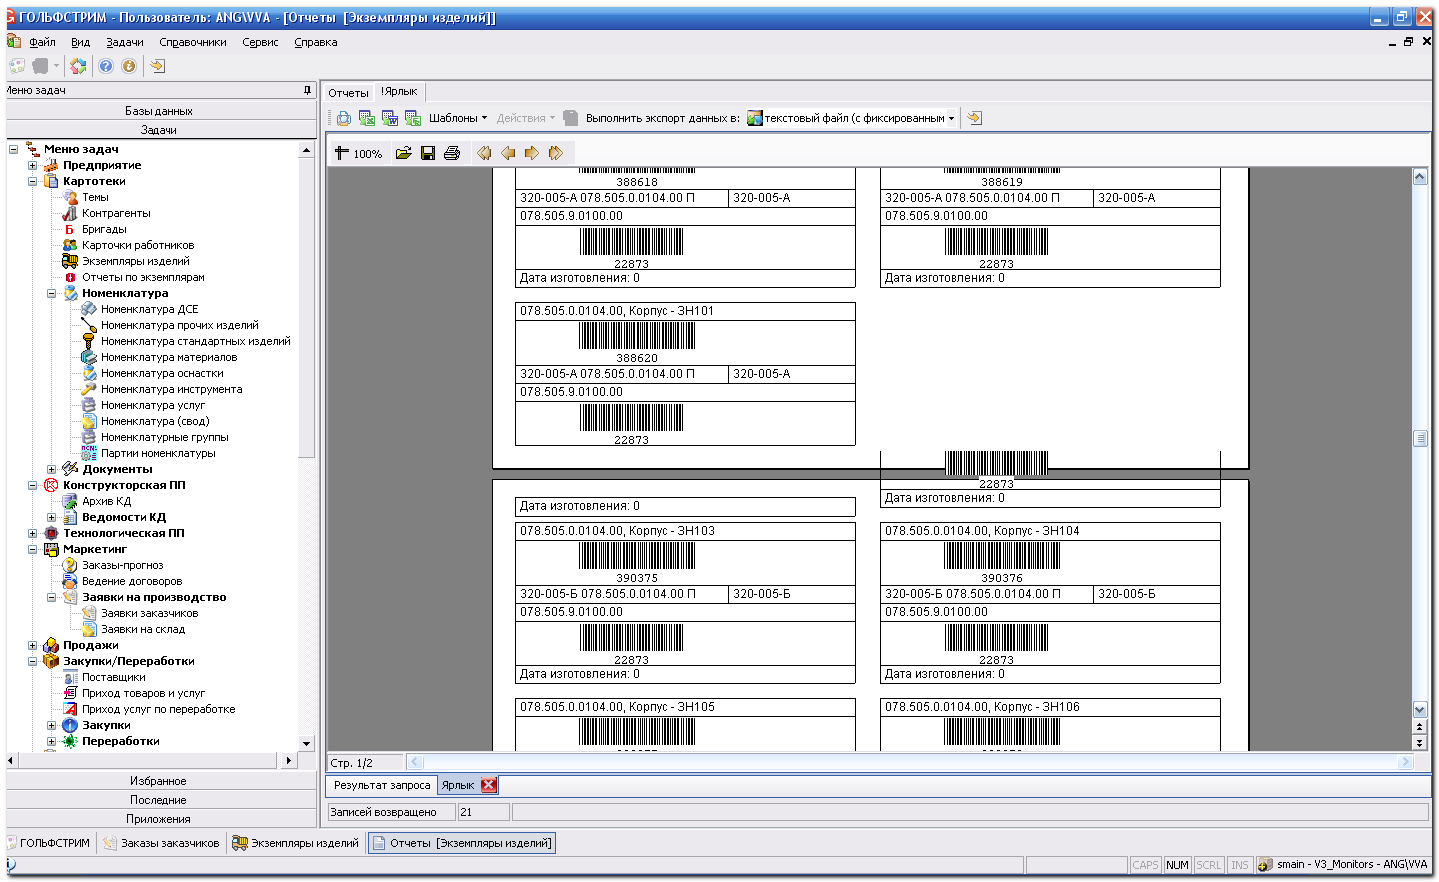 ГОЛЬФСТРИМ - Пользователь: ANG\VVA - [Отчеты [Экземпляры изделий]]
Файл Вид Задачи Справочники Сервис Справка
Меню задач
Базы данных
Задачи
Меню задач
Предприятие
Картотеки
Темы
Контрагенты
Бригады
Карточки работников
Экземпляры изделий
Отчеты по экземплярам
Номенклатура
Номенклатура ДСЕ
Номенклатура прочих изделий
Номенклатура стандартных изделий
Номенклатура материалов
Номенклатура оснастки
Номенклатура инструмента
Номенклатура услуг
Номенклатура (свод)
Номенклатурные группы
Партии номенклатуры
Документы
Конструкторская ПП
Архив КД
Ведомости КД
Технологическая ПП
Маркетинг
Заказы-прогноз
Ведение договоров
Заявки на производство
Заявки заказчиков
Заявки на склад
Продажи
Закупки/Переработки
Поставщики
Приход товаров и услуг
Приход услуг по переработке
Закупки
Переработки
Избранное
Последние
Приложения
Отчеты !Ярлык
Шаблоны Действия Выполнить экспорт данных в: текстовый файл (с фиксированным
100%
388618 388619
320-005-А 078.505.0.0104.00 П 320-005-А 320-005-А 078.505.0.0104.00 П 320-005-А
078.505.9.0100.00 078.505.9.0100.00
22873 22873
Дата изготовления: 0 Дата изготовления: 0
078.505.0.0104.00, Корпус - ЗН101
388620
320-005-А 078.505.0.0104.00 П 320-005-А
078.505.9.0100.00
22873
22873
Дата изготовления: 0 Дата изготовления: 0
078.505.0.0104.00, Корпус - ЗН103 078.505.0.0104.00, Корпус - ЗН104
390375 390376
320-005-Б 078.505.0.0104.00 П 320-005-Б 320-005-Б 078.505.0.0104.00 П 320-005-Б
078.505.9.0100.00 078.505.9.0100.00
22873 22873
Дата изготовления: 0 Дата изготовления: 0
078.505.0.0104.00, Корпус - ЗН105 078.505.0.0104.00, Корпус - ЗН106
Стр. 1/2
Результат запроса Ярлык
Записей возвращено 21
ГОЛЬФСТРИМ Заказы заказчиков Экземпляры изделий Отчеты [Экземпляры изделий]
CAPS NUM SCRL INS smain - V3_Monitors - ANG\VVA